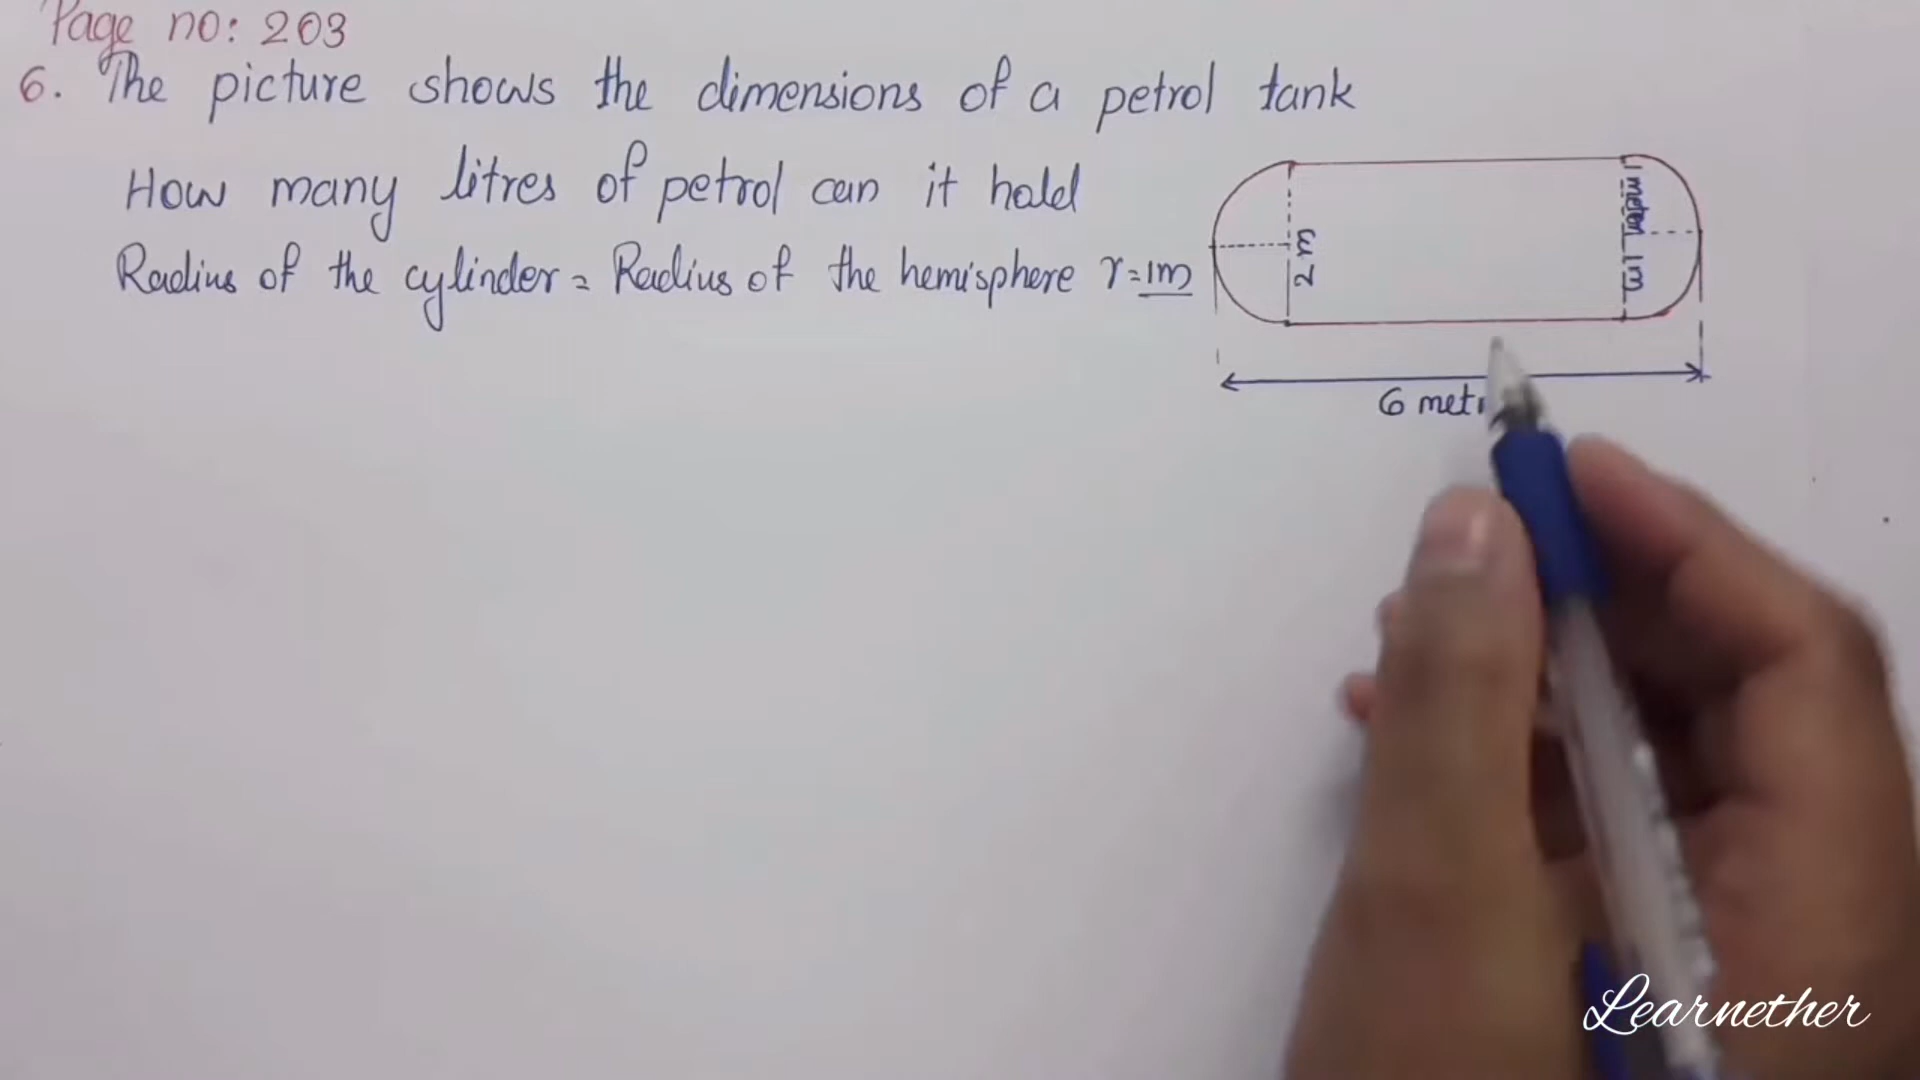 Page no: 203
6. The picture shows the dimensions of a petrol tank
How many litres of petrol can it hold
Radius of the cylinder = Radius of the hemisphere r=1m
2 m
1 meter
1m
6 met
Learnether